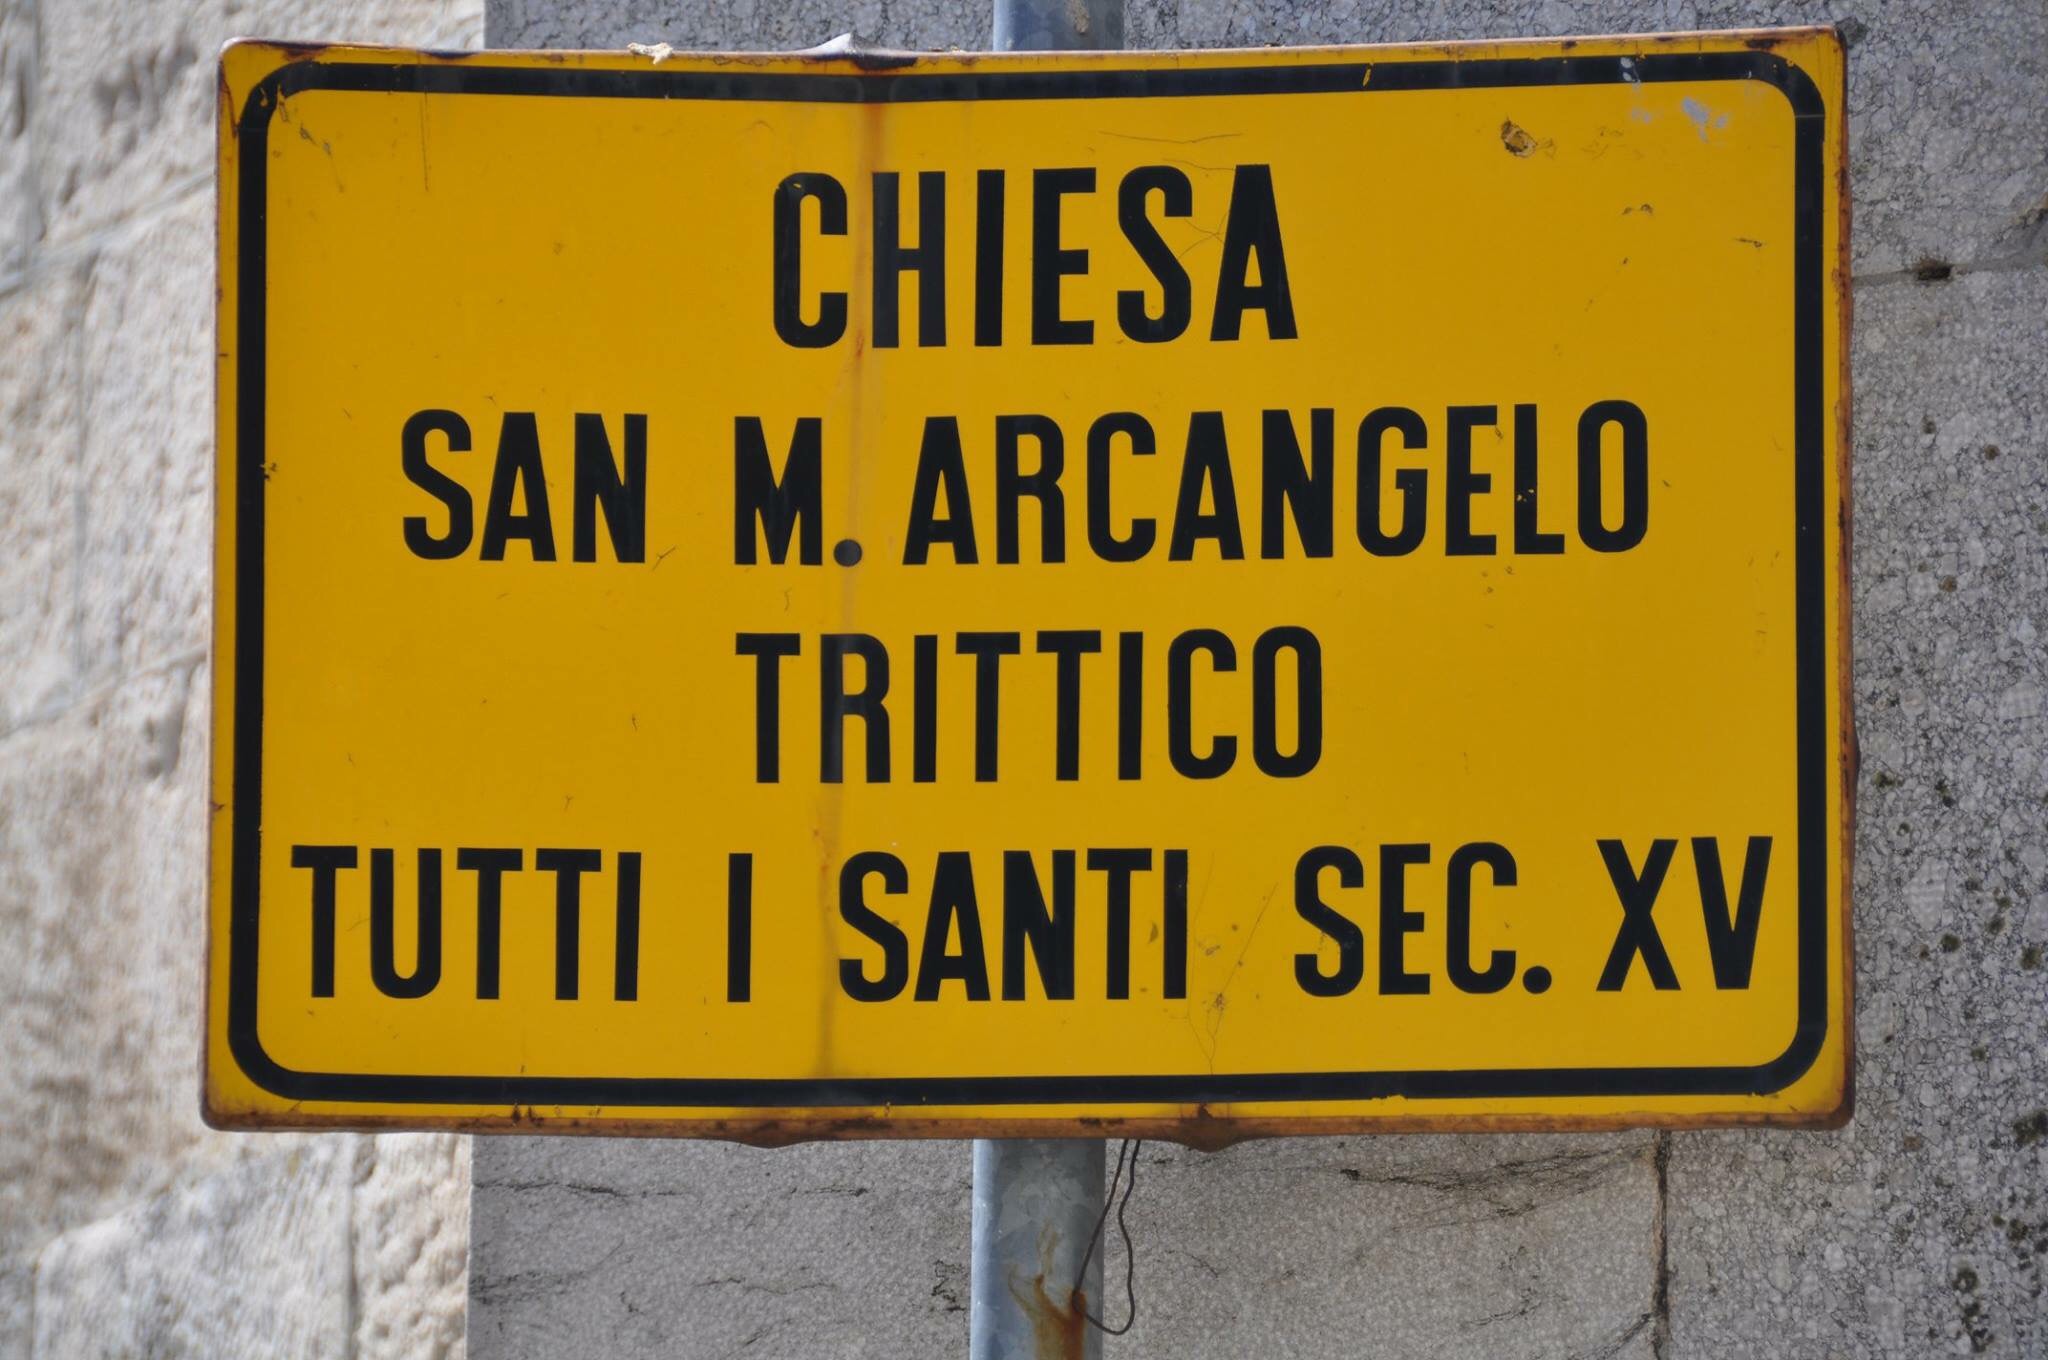 CHIESA
SAN M. ARCANGELO
TRITTICO
TUTTI I SANTI SEC. XV